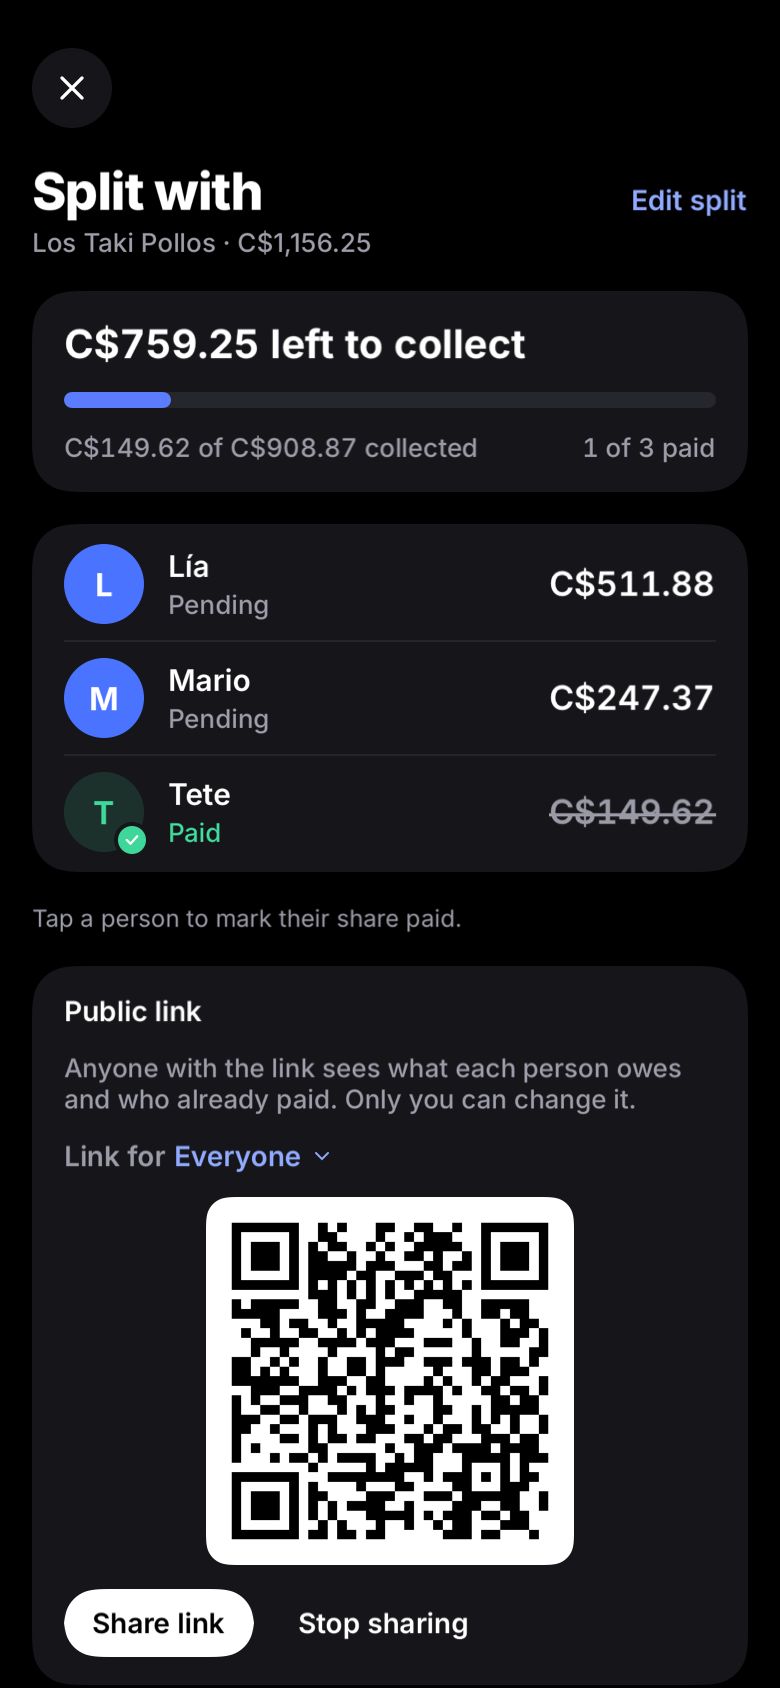 Split with
Edit split
Los Taki Pollos · C$1,156.25
C$759.25 left to collect
C$149.62 of C$908.87 collected
1 of 3 paid
L
Lía
Pending
C$511.88
M
Mario
Pending
C$247.37
T
Tete
Paid
C$149.62
Tap a person to mark their share paid.
Public link
Anyone with the link sees what each person owes
and who already paid. Only you can change it.
Link for Everyone
Share link
Stop sharing